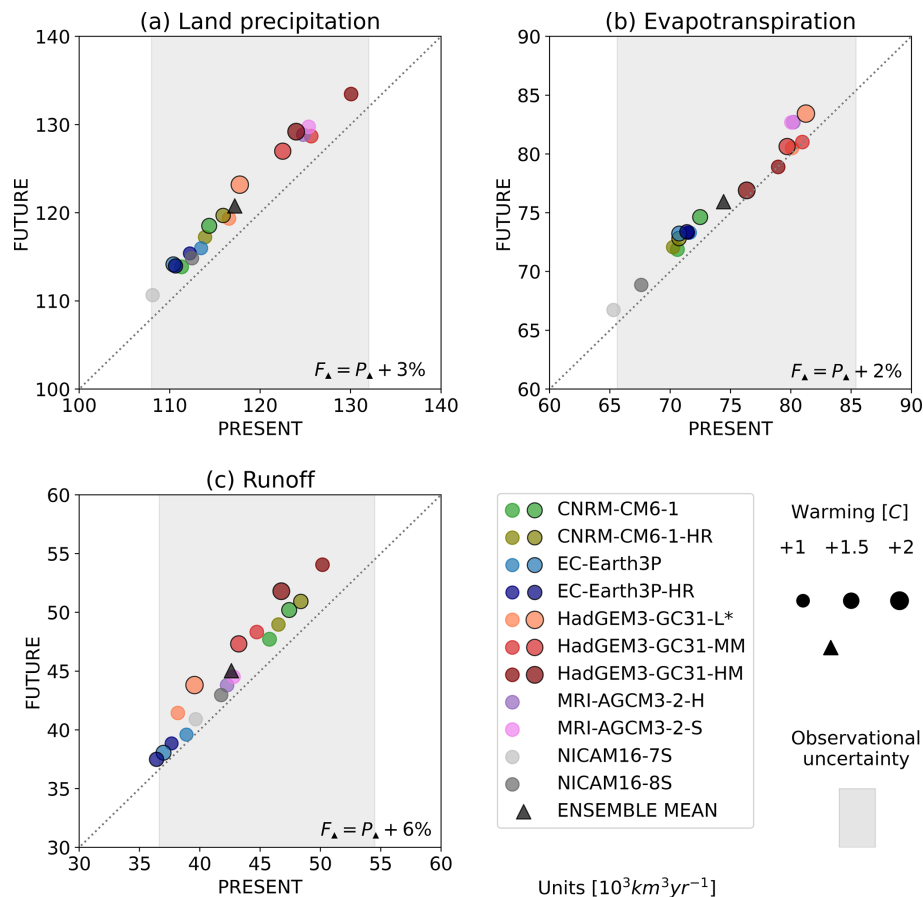 (a) Land precipitation
140
130
120
110
100
FUTURE
100 110 120 130 140
PRESENT
F▲ = P▲ + 3%
(b) Evapotranspiration
90
85
80
75
70
65
60
FUTURE
60 65 70 75 80 85 90
PRESENT
F▲ = P▲ + 2%
(c) Runoff
60
55
50
45
40
35
30
FUTURE
30 35 40 45 50 55 60
PRESENT
F▲ = P▲ + 6%
CNRM-CM6-1
CNRM-CM6-1-HR
EC-Earth3P
EC-Earth3P-HR
HadGEM3-GC31-L*
HadGEM3-GC31-MM
HadGEM3-GC31-HM
MRI-AGCM3-2-H
MRI-AGCM3-2-S
NICAM16-7S
NICAM16-8S
ENSEMBLE MEAN
Warming [C]
+1 +1.5 +2
Observational
uncertainty
Units [10³km³yr⁻¹]